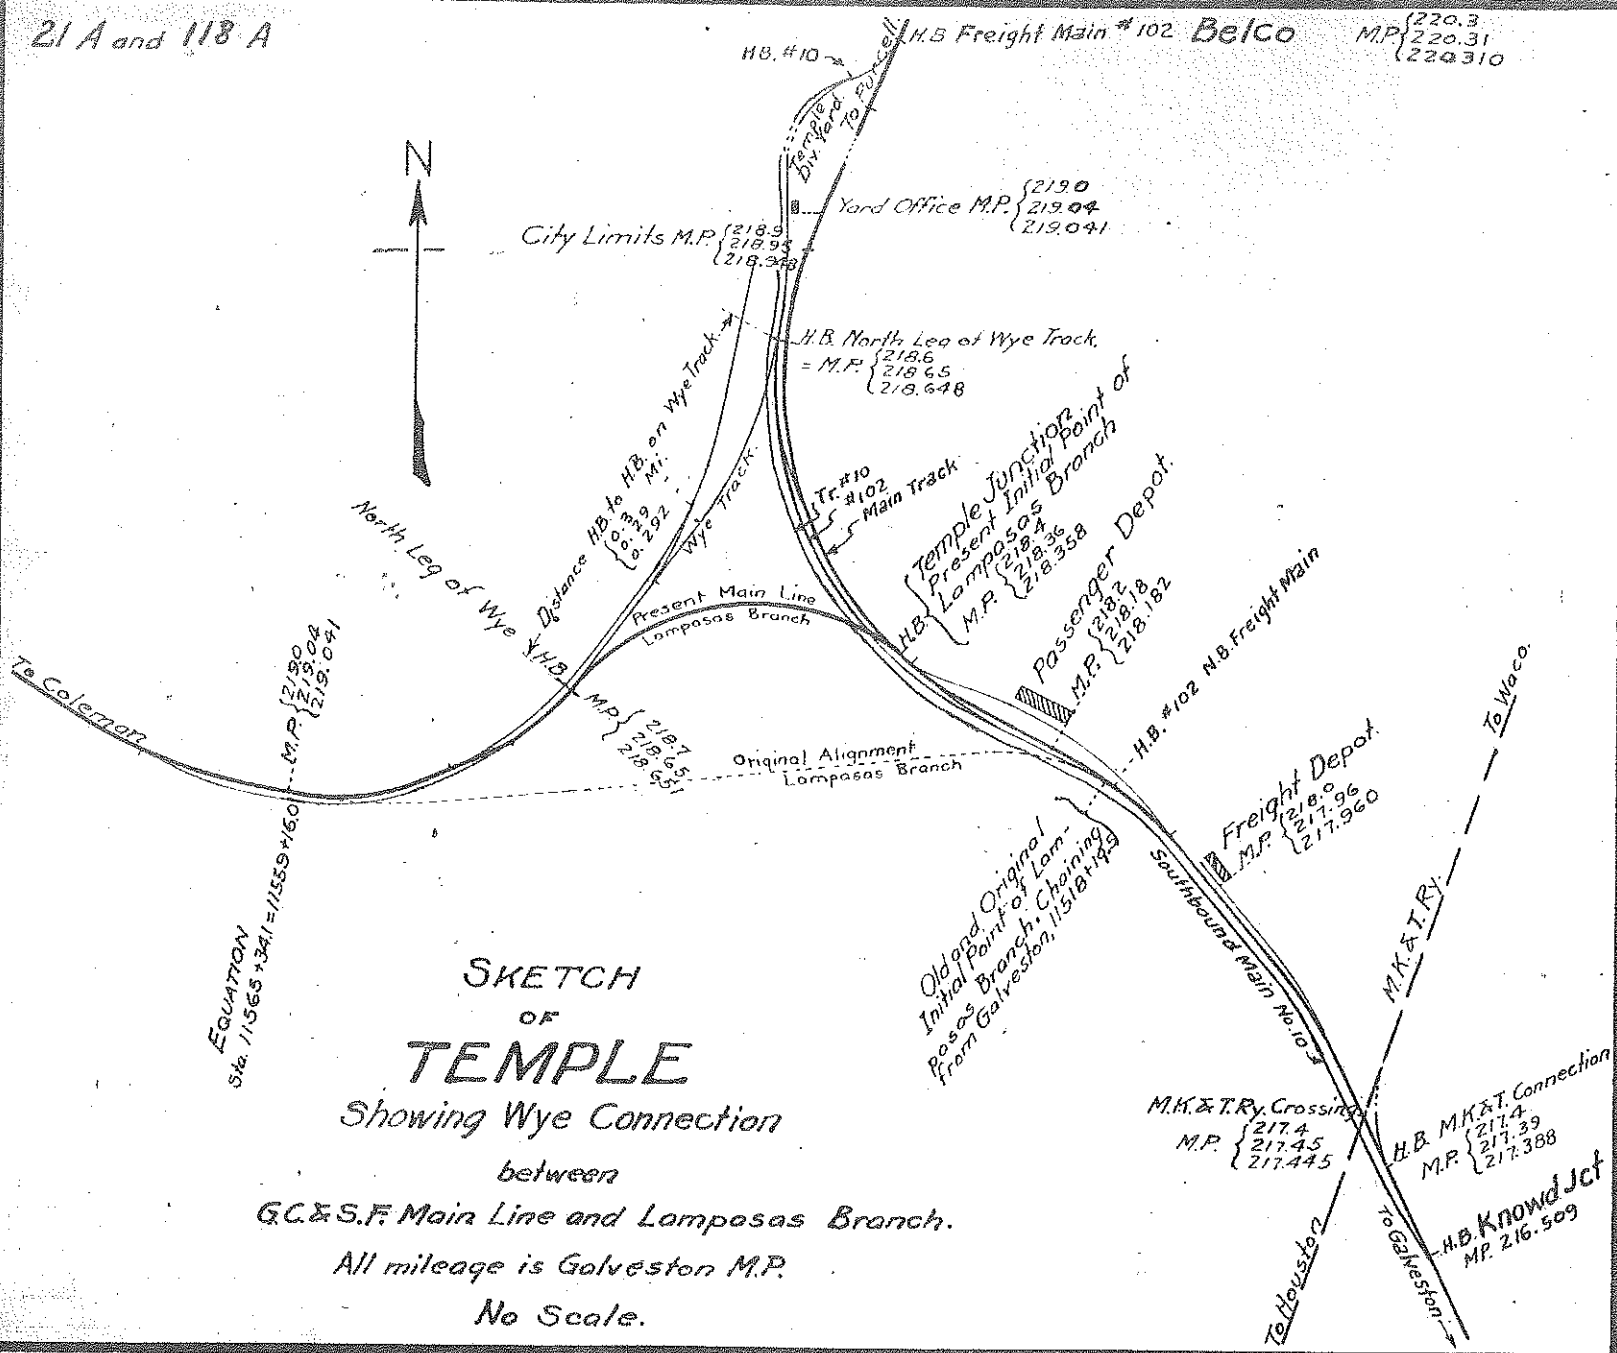 21 A and 118 A
H.B. #10
To Purcell
H.B Freight Main #102 Belco
M.P. {220.3
220.31
220.310
Temple
Div. Yard
N
Yard Office M.P. {219.0
219.04
219.041
City Limits M.P. {218.9
218.95
218.948
H.B. North Leg of Wye Track.
= M.P. {218.6
218.65
218.648
Distance H.B. to H.B. on Wye Track
{0.3
0.29
0.292
Mi.
Wye Track.
Tr. #10
#102
Main Track
H.B. {Temple Junction
Present Initial Point of
Lampasas Branch
M.P. {218.4
218.36
218.358
Passenger Depot.
M.P. {218.2
218.18
218.182
North Leg of Wye
H.B.
M.P. {218.7
218.65
218.651
Present Main Line
Lampasas Branch
To Coleman
M.P. {219.0
219.04
219.041
EQUATION
Sta. 11565+34.1=11559+16.0
Original Alignment
Lampasas Branch
H.B. #102 N.B. Freight Main
Freight Depot.
M.P. {218.0
217.96
217.960
Old and Original
Initial Point of Lam-
pasas Branch. Chaining
from Galveston, 11518+19.5
Southbound Main No. 10
To Waco.
M.K.&T. Ry.
M.K.&T.Ry. Crossing
M.P. {217.4
217.45
217.445
H.B. M.K.&T. Connection
M.P. {217.4
217.39
217.388
H.B. Knowd Jct
M.P. 216.509
To Houston
To Galveston
SKETCH
OF
TEMPLE
Showing Wye Connection
between
G.C.&S.F. Main Line and Lampasas Branch.
All mileage is Galveston M.P.
No Scale.